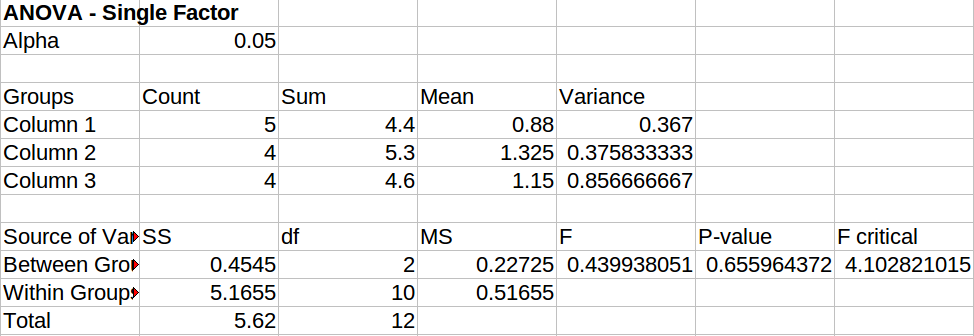 ANOVA - Single Factor
Alpha 0.05
Groups Count Sum Mean Variance
Column 1 5 4.4 0.88 0.367
Column 2 4 5.3 1.325 0.375833333
Column 3 4 4.6 1.15 0.856666667
Source of Var SS df MS F P-value F critical
Between Grou 0.4545 2 0.22725 0.439938051 0.655964372 4.102821015
Within Groups 5.1655 10 0.51655
Total 5.62 12